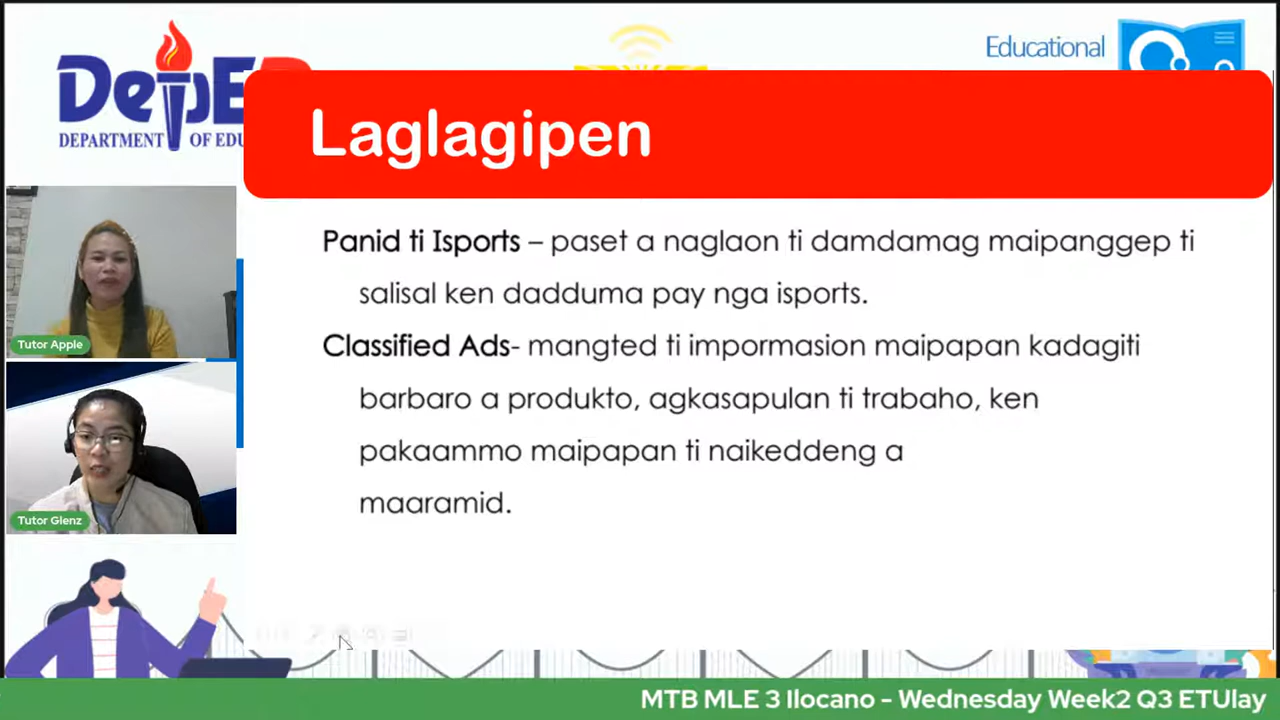 DepE
DEPARTMENT OF EDU
Educational
Laglagipen
Panid ti Isports – paset a naglaon ti damdamag maipanggep ti
salisal ken dadduma pay nga isports.
Classified Ads- mangted ti impormasion maipapan kadagiti
barbaro a produkto, agkasapulan ti trabaho, ken
pakaammo maipapan ti naikeddeng a
maaramid.
Tutor Apple
Tutor Glenz
MTB MLE 3 Ilocano - Wednesday Week2 Q3 ETUlay